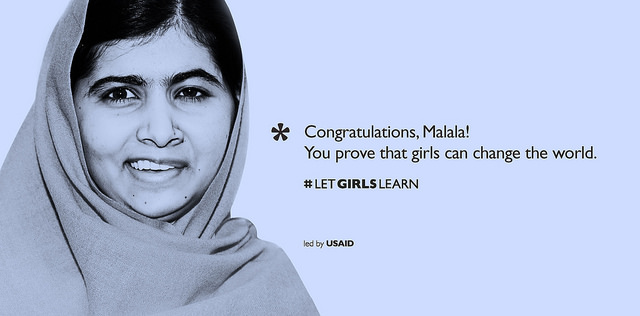 * Congratulations, Malala!
You prove that girls can change the world.
#LETGIRLSLEARN
led by USAID